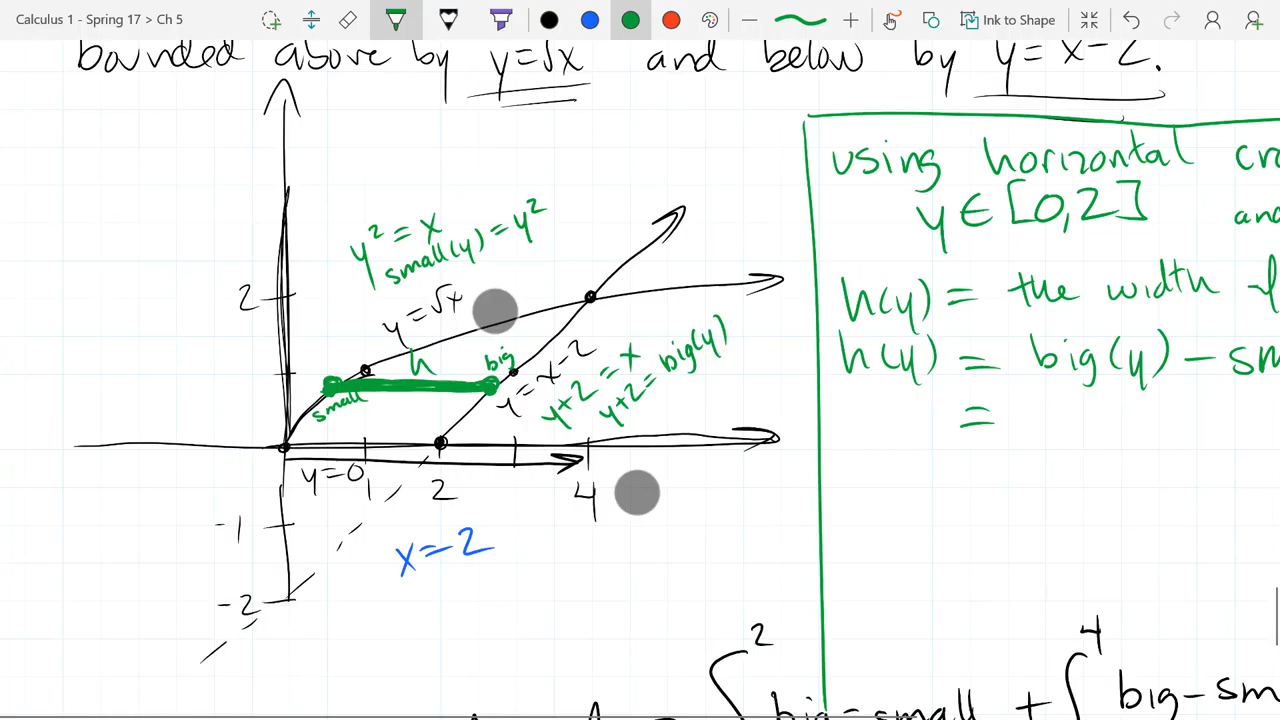 Calculus 1 - Spring 17 > Ch 5
Ink to Shape
bounded above by y=√x and below by y=x-2.
using horizontal
y∈[0,2] and
y² = x
small(y) = y²
h(y) = the width
h(y) = big(y) - sm
=
2
y=√x
h
big
small
y=x-2
y+2=x
y+2=big(y)
y=0
1
2
4
-1
-2
x=2
∫² big-small + ∫⁴ big-sm